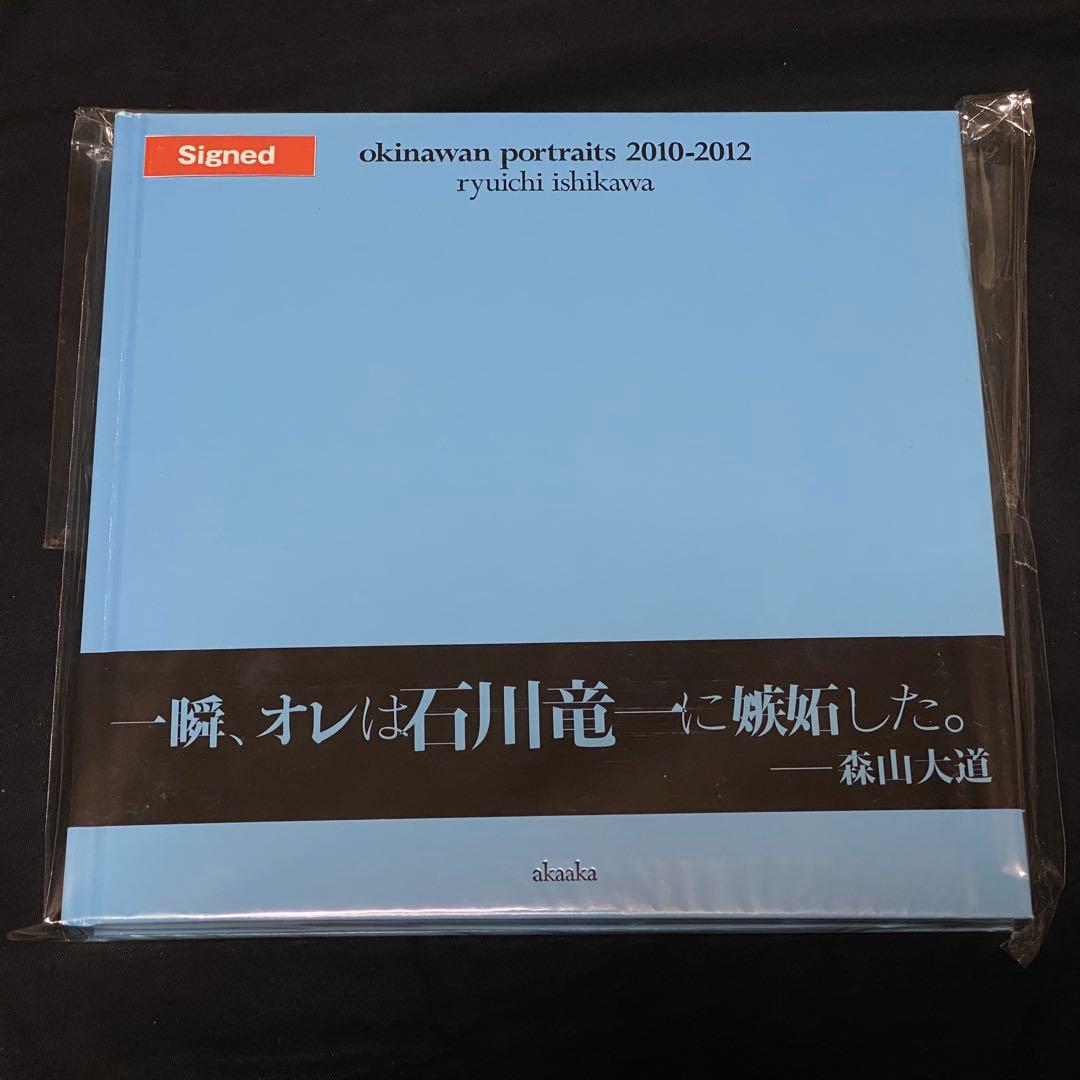 Signed
okinawan portraits 2010-2012
ryuichi ishikawa
一瞬、オレは石川竜一に嫉妬した。
——森山大道
akaaka